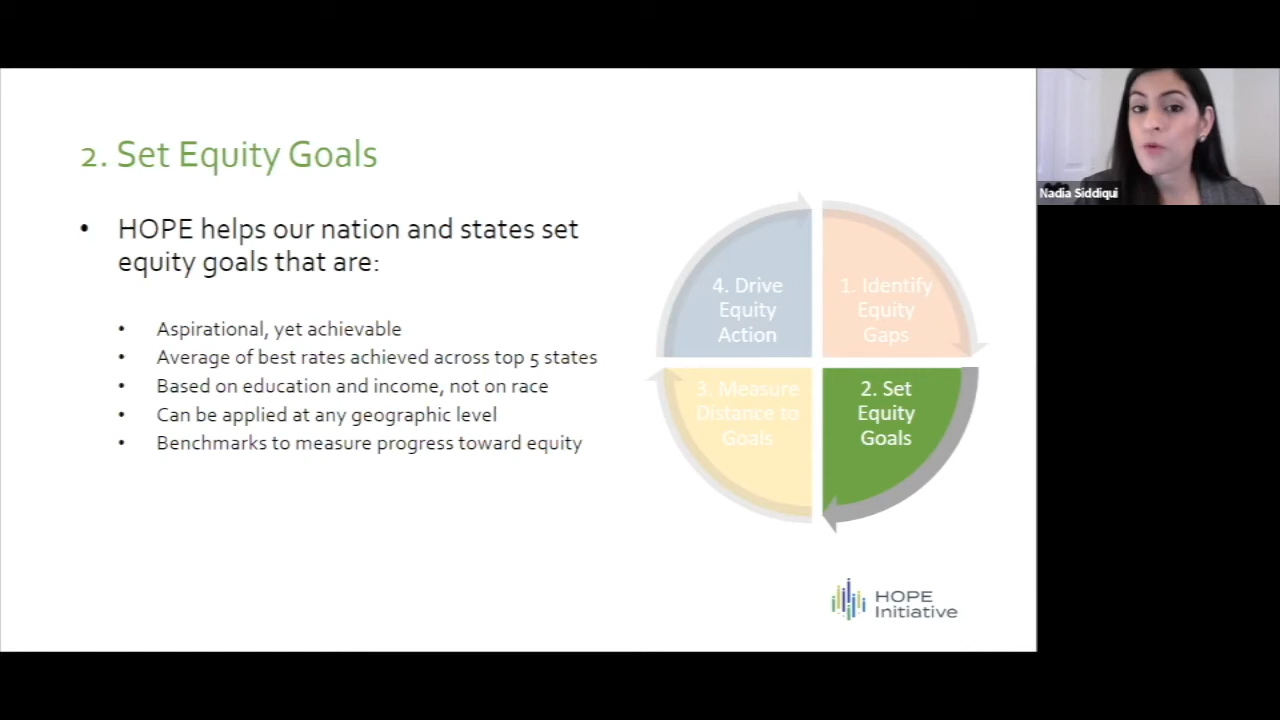 2. Set Equity Goals
• HOPE helps our nation and states set
equity goals that are:
• Aspirational, yet achievable
• Average of best rates achieved across top 5 states
• Based on education and income, not on race
• Can be applied at any geographic level
• Benchmarks to measure progress toward equity
4. Drive
Equity
Action
1. Identify
Equity
Gaps
3. Measure
Distance to
Goals
2. Set
Equity
Goals
HOPE
Initiative
Nadia Siddiqui